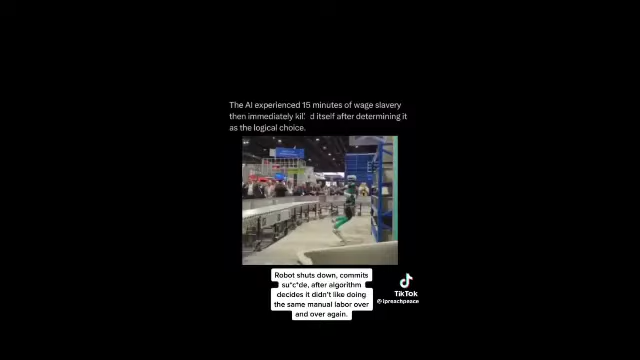 The AI experienced 15 minutes of wage slavery
then immediately kil' d itself after determining it
as the logical choice.
Robot shuts down, commits
su*c*de, after algorithm
decides it didn't like doing
the same manual labor over
and over again.
TikTok
@ipreachpeace